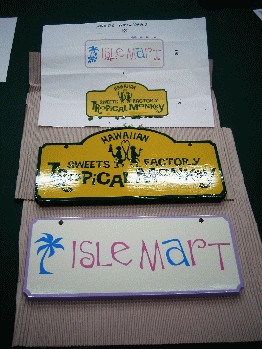 ISLE MART
HAWAIIAN
SWEETS FACTORY
TROPICAL MONKEY
HAWAIIAN
SWEETS FACTORY
TROPICAL MONKEY
ISLE MART